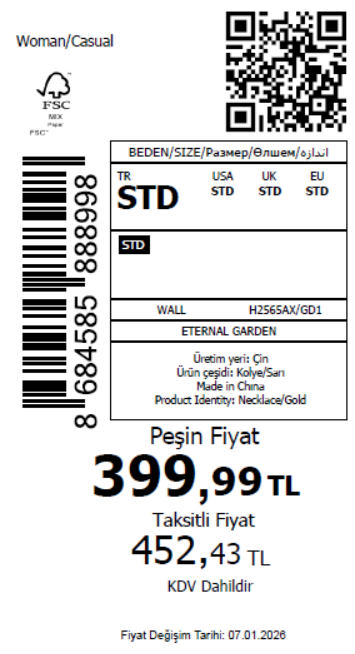 Woman/Casual
FSC
MIX
Paper
FSC™
BEDEN/SIZE/Размер/Өлшем/اندازه
TR USA UK EU
STD STD STD STD
STD
WALL H2565AX/GD1
ETERNAL GARDEN
Üretim yeri: Çin
Ürün çeşidi: Kolye/Sarı
Made in China
Product Identity: Necklace/Gold
8 684585 888998
Peşin Fiyat
399,99 TL
Taksitli Fiyat
452,43 TL
KDV Dahildir
Fiyat Değişim Tarihi: 07.01.2026